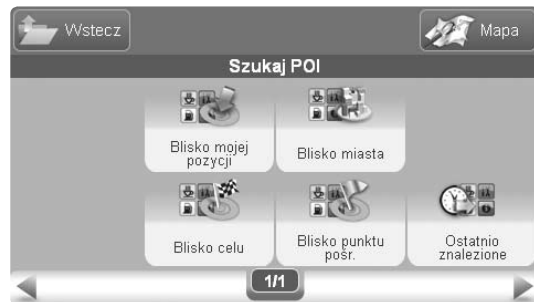 Wstecz
Mapa
Szukaj POI
Blisko mojej
pozycji
Blisko miasta
Blisko celu
Blisko punktu
pośr.
Ostatnio
znalezione
1/1